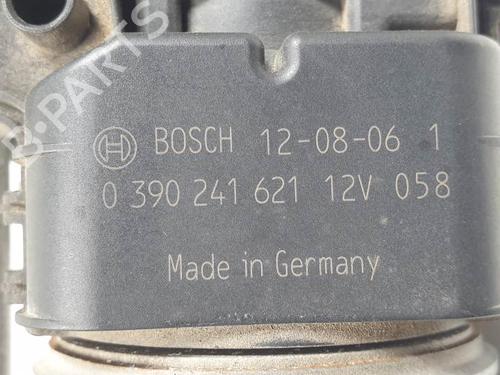 BOSCH 12-08-06 1
0 390 241 621 12V 058
Made in Germany
B-PARTS